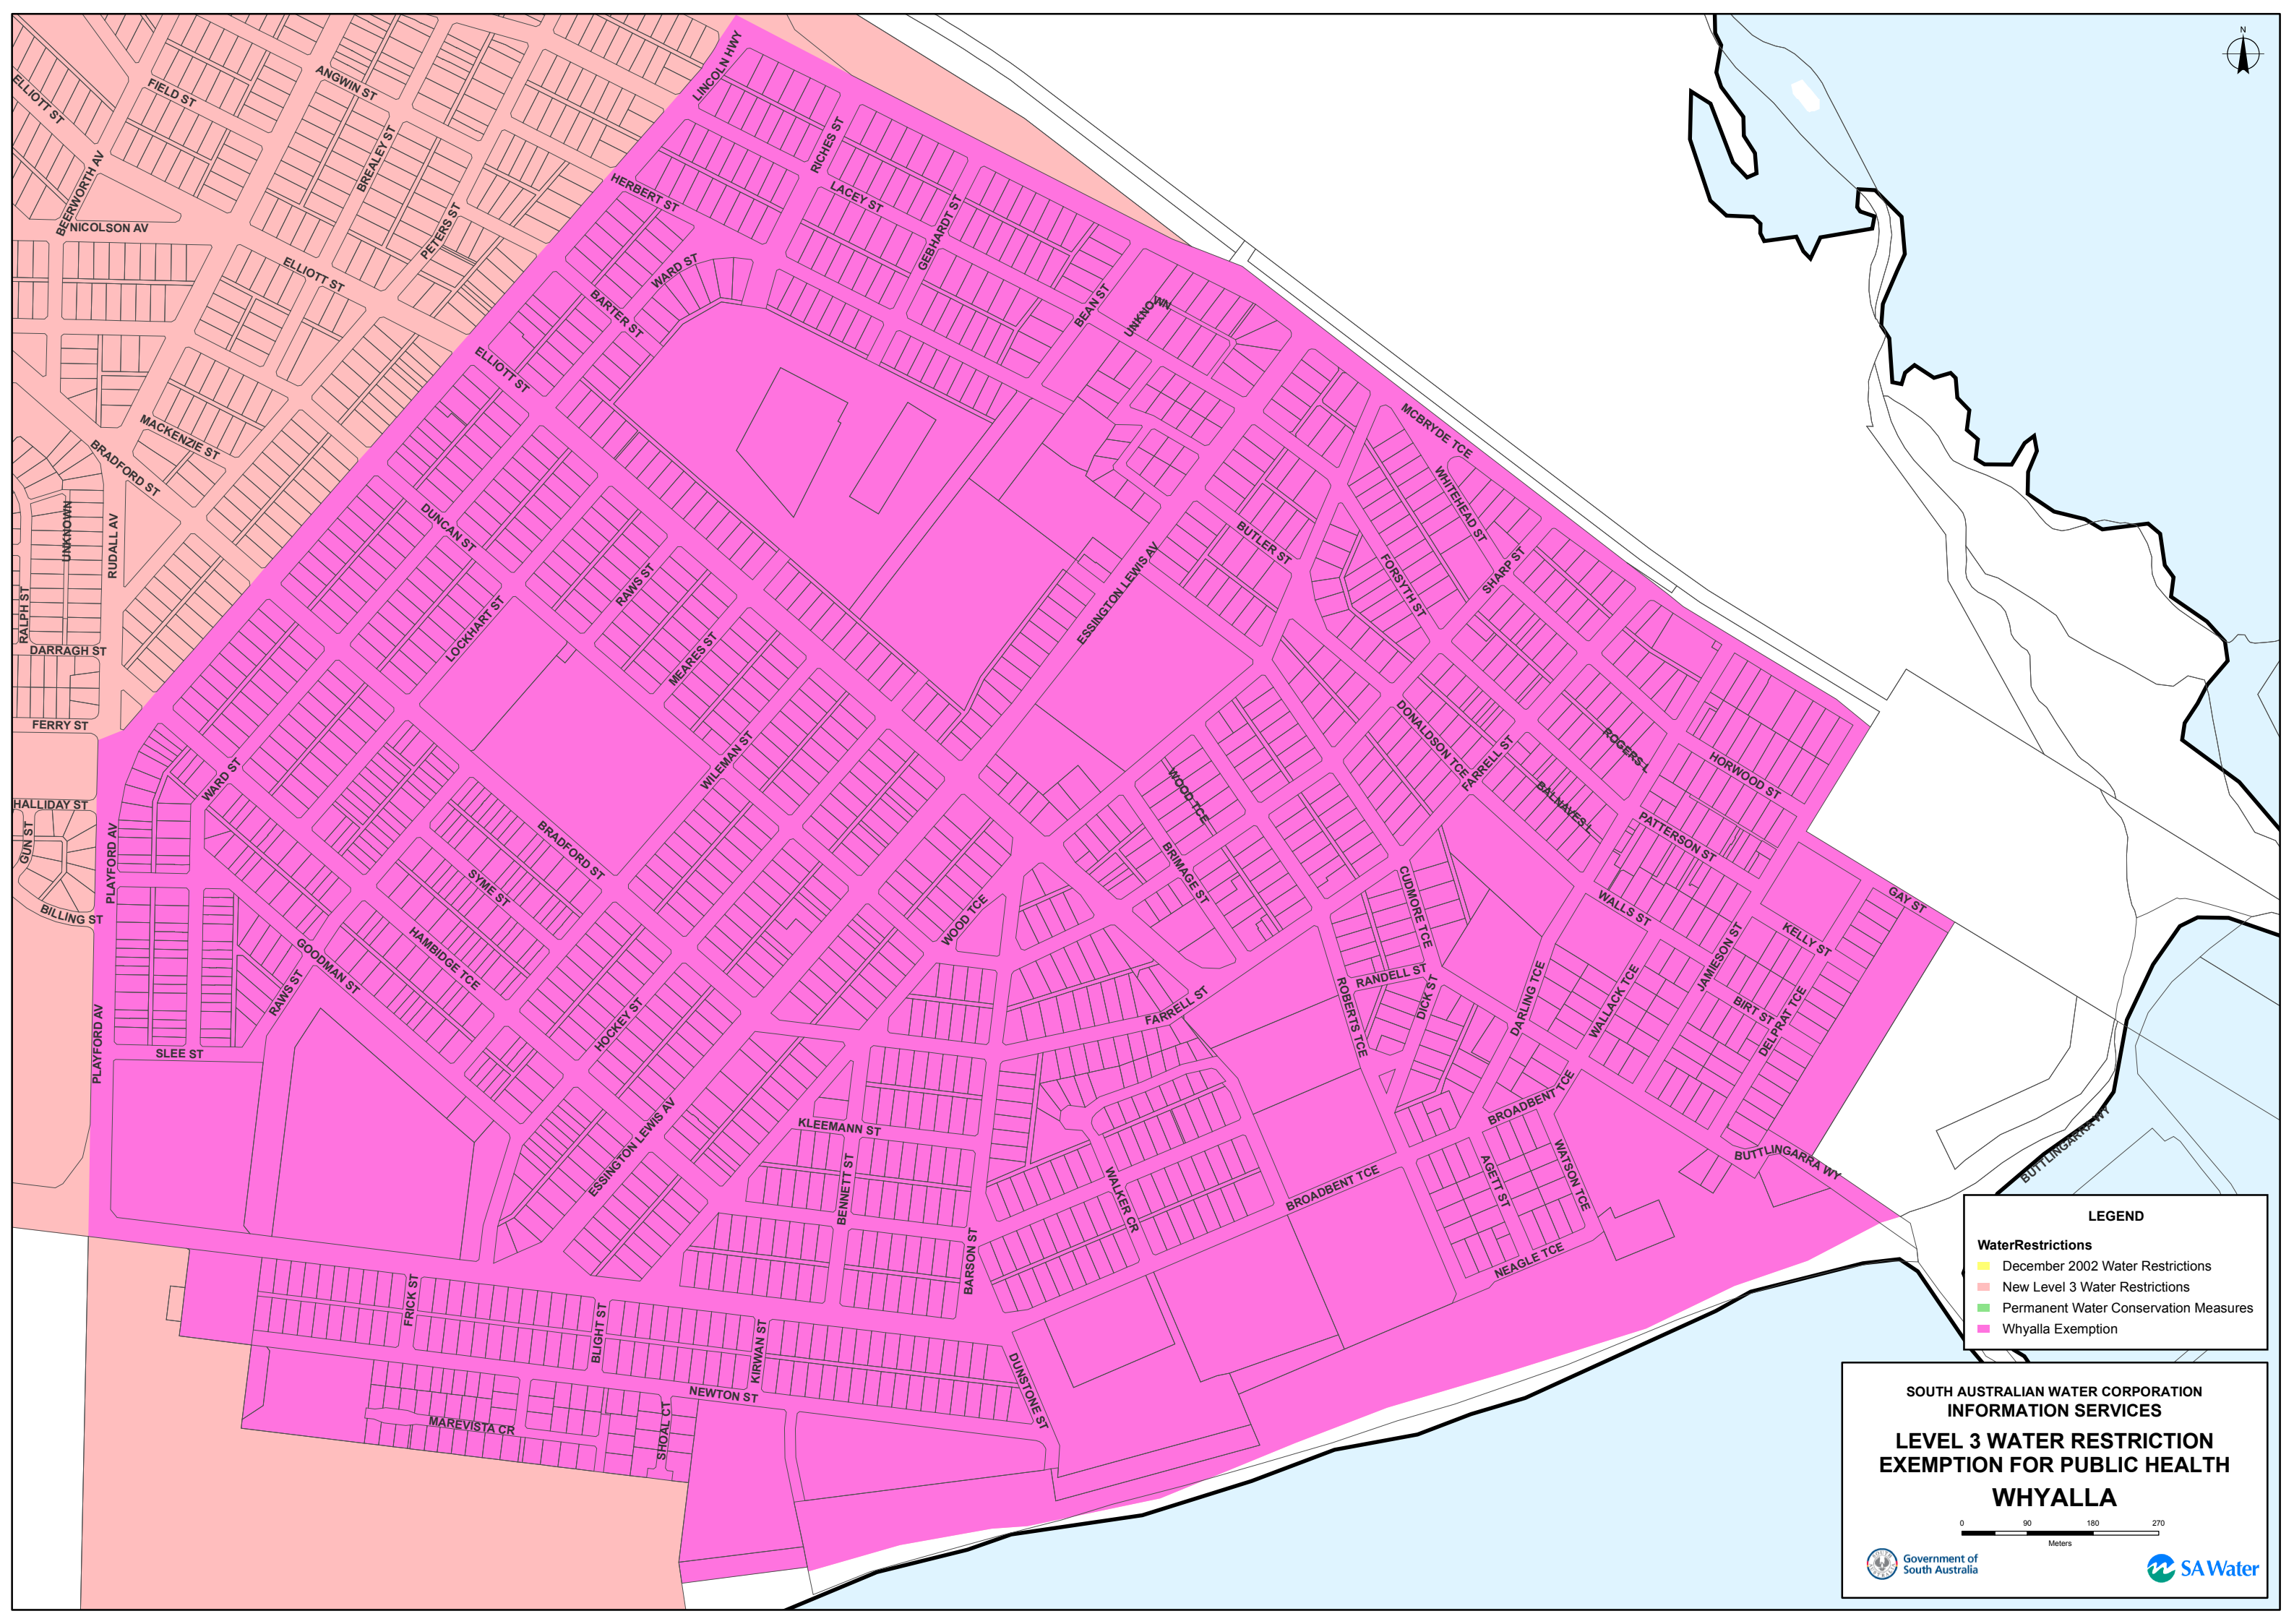 N
LINCOLN HWY
ELLIOTT ST
FIELD ST
ANGWIN ST
BREALEY ST
BEERWORTH AV
NICOLSON AV
PETERS ST
ELLIOTT ST
RICHES ST
LACEY ST
HERBERT ST
GEBHARDT ST
WARD ST
BARTER ST
BEAN ST
UNKNOWN
ELLIOTT ST
MACKENZIE ST
BRADFORD ST
MCBRYDE TCE
WHITEHEAD ST
UNKNOWN
RUDALL AV
DUNCAN ST
BUTLER ST
ESSINGTON LEWIS AV
FORSYTH ST
SHARP ST
RAWS ST
RALPH ST
LOCKHART ST
MEARES ST
DARRAGH ST
FERRY ST
DONALDSON TCE
FARRELL ST
ROGERS L
HORWOOD ST
WARD ST
WILEMAN ST
WOOD TCE
BALNAVES L
HALLIDAY ST
GUN ST
PLAYFORD AV
BRADFORD ST
PATTERSON ST
BRIMAGE ST
SYME ST
CUDMORE TCE
BILLING ST
WOOD TCE
WALLS ST
GAY ST
KELLY ST
HAMBIDGE TCE
GOODMAN ST
RAWS ST
RANDELL ST
ROBERTS TCE
DICK ST
DARLING TCE
WALLACK TCE
JAMIESON ST
BIRT ST
DELPRAT TCE
HOCKEY ST
FARRELL ST
PLAYFORD AV
SLEE ST
ESSINGTON LEWIS AV
KLEEMANN ST
BROADBENT TCE
BENNETT ST
WALKER CR
BROADBENT TCE
AGETT ST
WATSON TCE
BUTTLINGARRA WY
BUTTLINGARRA WY
BARSON ST
NEAGLE TCE
FRICK ST
BLIGHT ST
KIRWAN ST
DUNSTONE ST
NEWTON ST
MAREVISTA CR
SHOAL CT
LEGEND
WaterRestrictions
December 2002 Water Restrictions
New Level 3 Water Restrictions
Permanent Water Conservation Measures
Whyalla Exemption
SOUTH AUSTRALIAN WATER CORPORATION
INFORMATION SERVICES
LEVEL 3 WATER RESTRICTION
EXEMPTION FOR PUBLIC HEALTH
WHYALLA
0 90 180 270
Meters
Government of
South Australia
SA Water